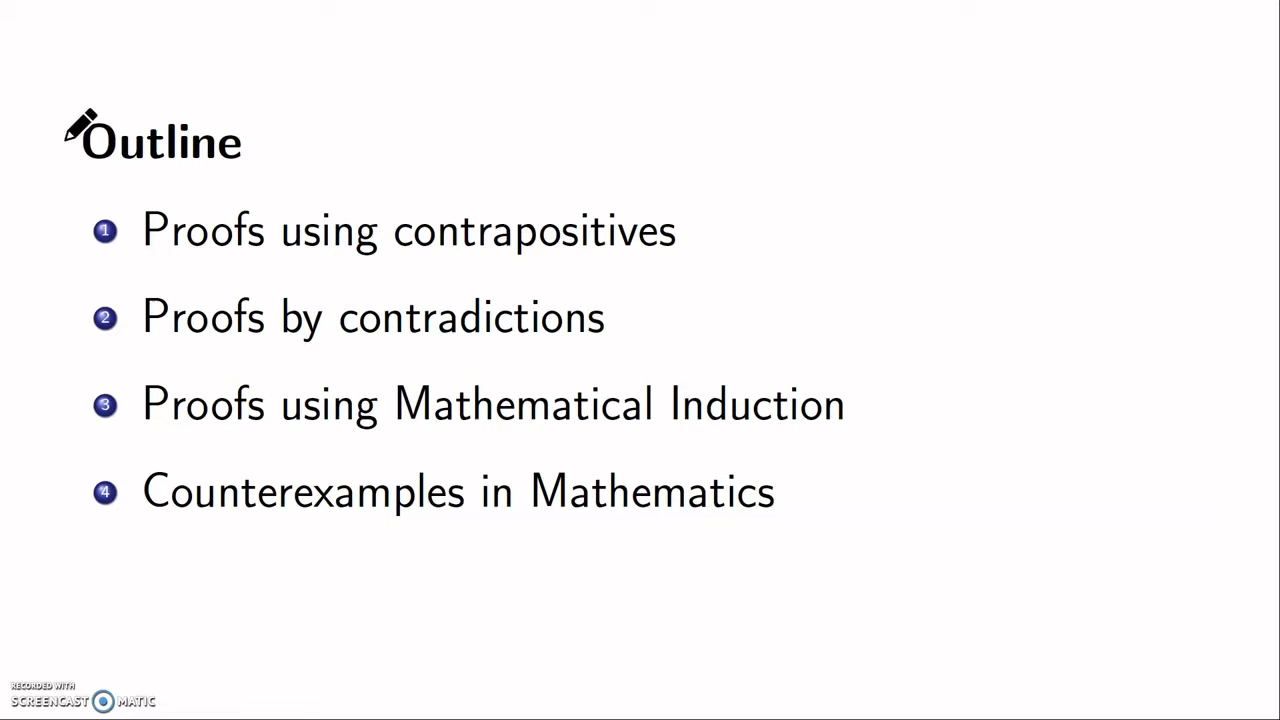 Outline
1 Proofs using contrapositives
2 Proofs by contradictions
3 Proofs using Mathematical Induction
4 Counterexamples in Mathematics
RECORDED WITH
SCREENCAST MATIC